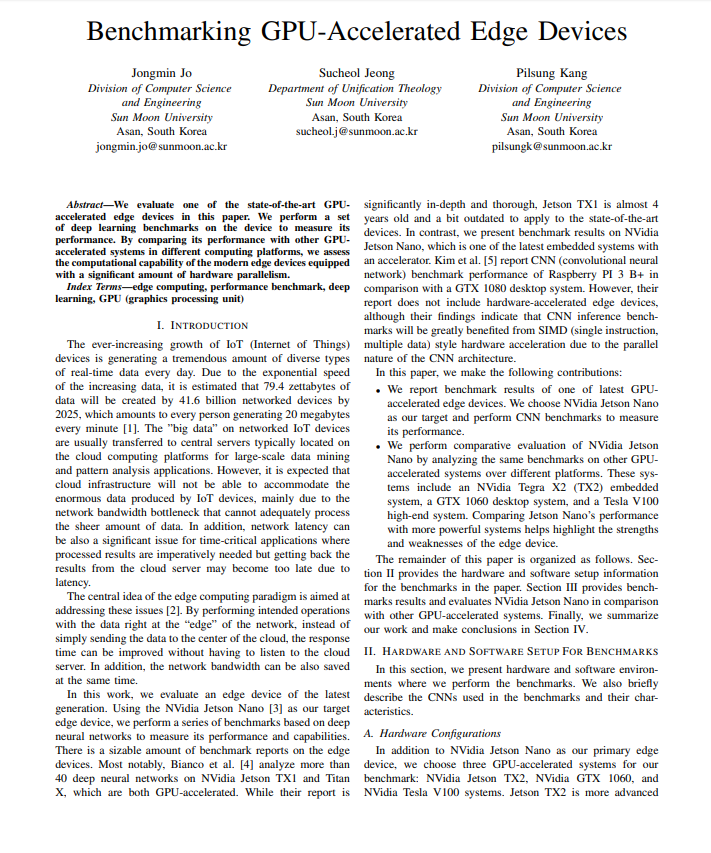 Benchmarking GPU-Accelerated Edge Devices
Jongmin Jo
Division of Computer Science
and Engineering
Sun Moon University
Asan, South Korea
jongmin.jo@sunmoon.ac.kr
Sucheol Jeong
Department of Unification Theology
Sun Moon University
Asan, South Korea
sucheol.j@sunmoon.ac.kr
Pilsung Kang
Division of Computer Science
and Engineering
Sun Moon University
Asan, South Korea
pilsungk@sunmoon.ac.kr
Abstract—We evaluate one of the state-of-the-art GPU-
accelerated edge devices in this paper. We perform a set
of deep learning benchmarks on the device to measure its
performance. By comparing its performance with other GPU-
accelerated systems in different computing platforms, we assess
the computational capability of the modern edge devices equipped
with a significant amount of hardware parallelism.
Index Terms—edge computing, performance benchmark, deep
learning, GPU (graphics processing unit)
I. INTRODUCTION
The ever-increasing growth of IoT (Internet of Things)
devices is generating a tremendous amount of diverse types
of real-time data every day. Due to the exponential speed
of the increasing data, it is estimated that 79.4 zettabytes of
data will be created by 41.6 billion networked devices by
2025, which amounts to every person generating 20 megabytes
every minute [1]. The ”big data” on networked IoT devices
are usually transferred to central servers typically located on
the cloud computing platforms for large-scale data mining
and pattern analysis applications. However, it is expected that
cloud infrastructure will not be able to accommodate the
enormous data produced by IoT devices, mainly due to the
network bandwidth bottleneck that cannot adequately process
the sheer amount of data. In addition, network latency can
be also a significant issue for time-critical applications where
processed results are imperatively needed but getting back the
results from the cloud server may become too late due to
latency.
The central idea of the edge computing paradigm is aimed at
addressing these issues [2]. By performing intended operations
with the data right at the “edge” of the network, instead of
simply sending the data to the center of the cloud, the response
time can be improved without having to listen to the cloud
server. In addition, the network bandwidth can be also saved
at the same time.
In this work, we evaluate an edge device of the latest
generation. Using the NVidia Jetson Nano [3] as our target
edge device, we perform a series of benchmarks based on deep
neural networks to measure its performance and capabilities.
There is a sizable amount of benchmark reports on the edge
devices. Most notably, Bianco et al. [4] analyze more than
40 deep neural networks on NVidia Jetson TX1 and Titan
X, which are both GPU-accelerated. While their report is
significantly in-depth and thorough, Jetson TX1 is almost 4
years old and a bit outdated to apply to the state-of-the-art
devices. In contrast, we present benchmark results on NVidia
Jetson Nano, which is one of the latest embedded systems with
an accelerator. Kim et al. [5] report CNN (convolutional neural
network) benchmark performance of Raspberry PI 3 B+ in
comparison with a GTX 1080 desktop system. However, their
report does not include hardware-accelerated edge devices,
although their findings indicate that CNN inference bench-
marks will be greatly benefited from SIMD (single instruction,
multiple data) style hardware acceleration due to the parallel
nature of the CNN architecture.
In this paper, we make the following contributions:
• We report benchmark results of one of latest GPU-
accelerated edge devices. We choose NVidia Jetson Nano
as our target and perform CNN benchmarks to measure
its performance.
• We perform comparative evaluation of NVidia Jetson
Nano by analyzing the same benchmarks on other GPU-
accelerated systems over different platforms. These sys-
tems include an NVidia Tegra X2 (TX2) embedded
system, a GTX 1060 desktop system, and a Tesla V100
high-end system. Comparing Jetson Nano’s performance
with more powerful systems helps highlight the strengths
and weaknesses of the edge device.
The remainder of this paper is organized as follows. Sec-
tion II provides the hardware and software setup information
for the benchmarks in the paper. Section III provides bench-
marks results and evaluates NVidia Jetson Nano in comparison
with other GPU-accelerated systems. Finally, we summarize
our work and make conclusions in Section IV.
II. HARDWARE AND SOFTWARE SETUP FOR BENCHMARKS
In this section, we present hardware and software environ-
ments where we perform the benchmarks. We also briefly
describe the CNNs used in the benchmarks and their char-
acteristics.
A. Hardware Configurations
In addition to NVidia Jetson Nano as our primary edge
device, we choose three GPU-accelerated systems for our
benchmark: NVidia Jetson TX2, NVidia GTX 1060, and
NVidia Tesla V100 systems. Jetson TX2 is more advanced